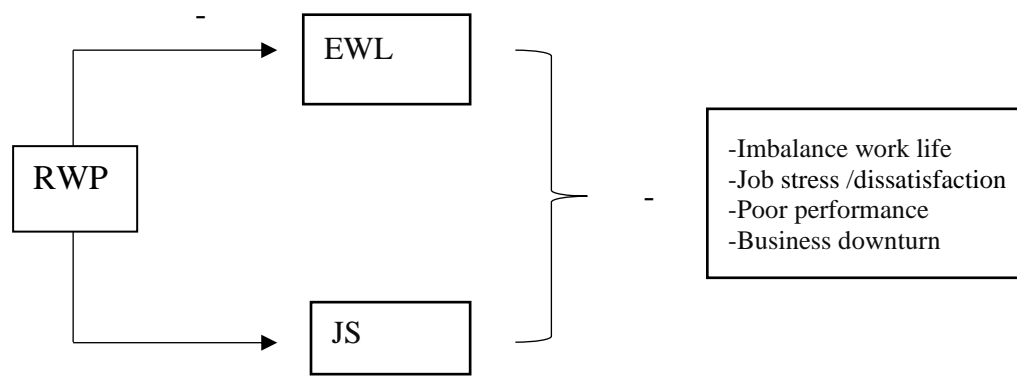 -
EWL
RWP
-Imbalance work life
-Job stress /dissatisfaction
-
-Poor performance
-Business downturn
JS